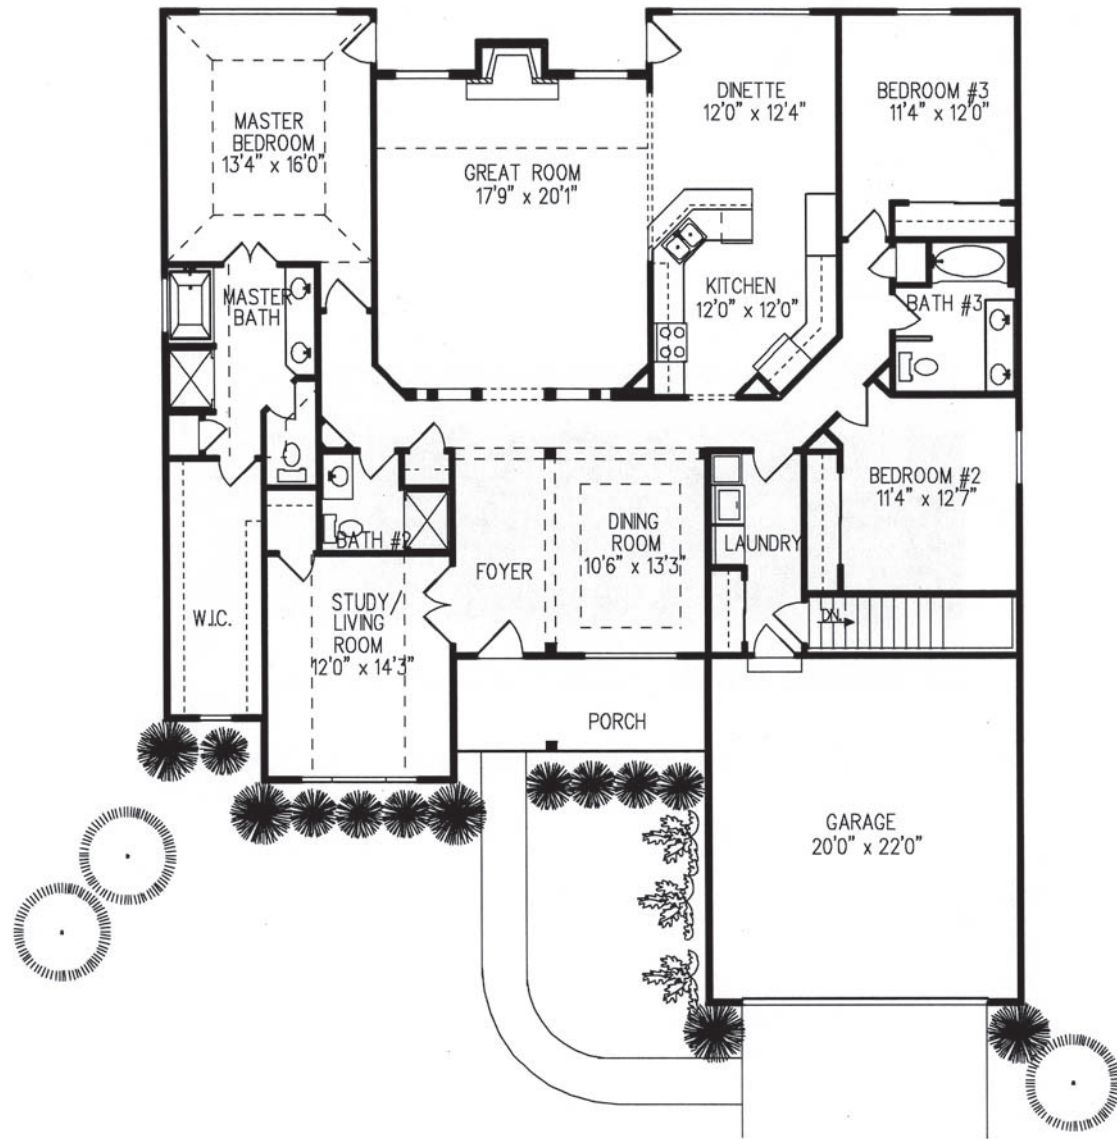 DINETTE
12'0" x 12'4"
BEDROOM #3
11'4" x 12'0"
MASTER
BEDROOM
13'4" x 16'0"
GREAT ROOM
17'9" x 20'1"
MASTER
BATH
KITCHEN
12'0" x 12'0"
BATH #3
BEDROOM #2
11'4" x 12'7"
DINING
ROOM
10'6" x 13'3"
LAUNDRY
BATH #2
FOYER
STUDY/
LIVING
ROOM
12'0" x 14'3"
W.I.C.
DN.
PORCH
GARAGE
20'0" x 22'0"